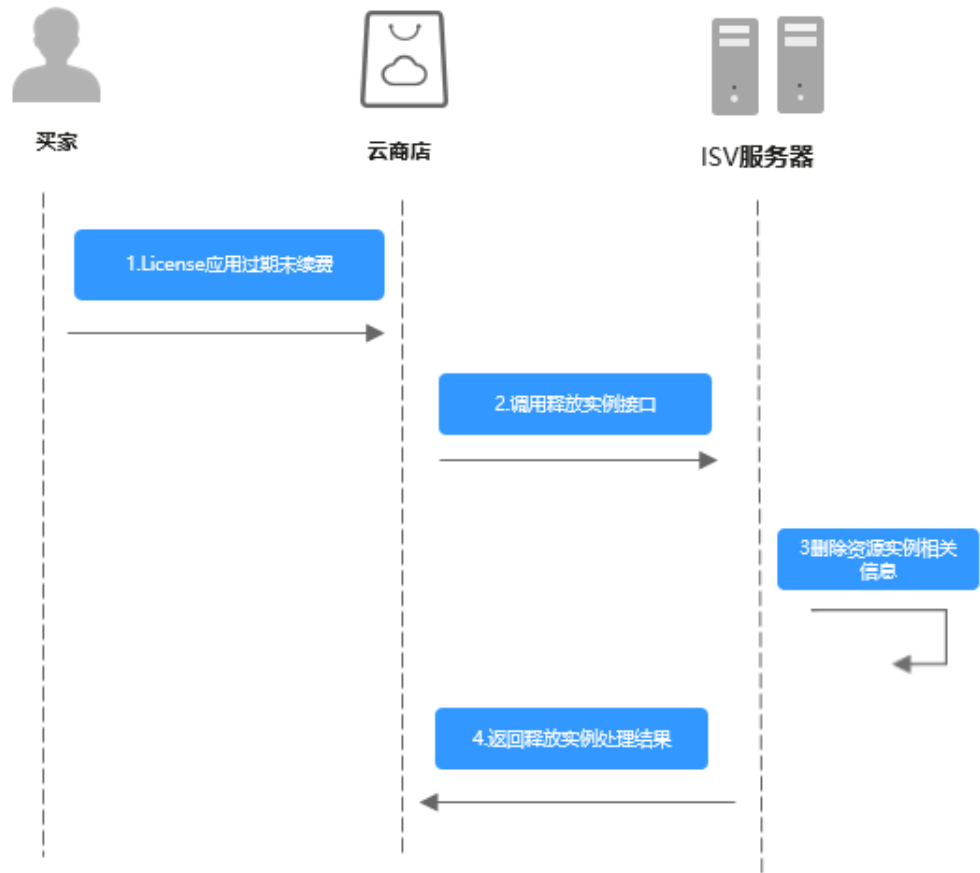 买家
云商店
ISV服务器
1.License应用过期未续费
2.调用释放实例接口
3删除资源实例相关
信息
4.返回释放实例处理结果